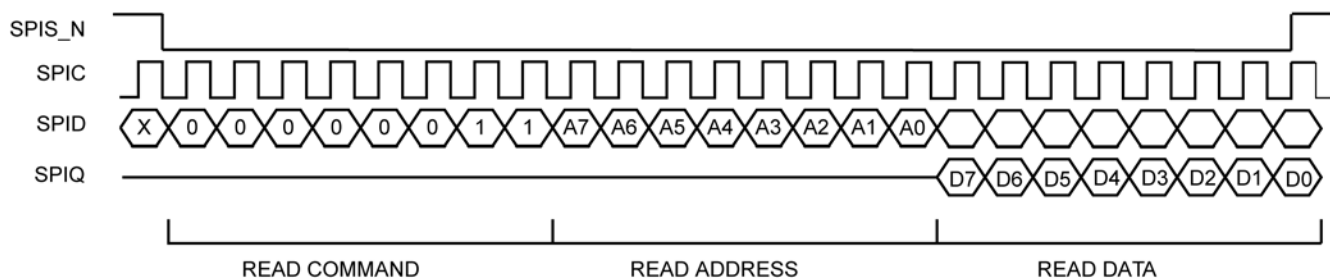 SPIS_N
SPIC
SPID X 0 0 0 0 0 0 1 1 A7 A6 A5 A4 A3 A2 A1 A0
SPIQ D7 D6 D5 D4 D3 D2 D1 D0
READ COMMAND READ ADDRESS READ DATA